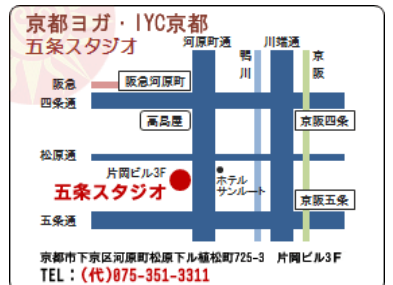 京都ヨガ・IYC京都
五条スタジオ
河原町通
川端通
鴨川
京阪
阪急
阪急河原町
四条通
高島屋
京阪四条
松原通
片岡ビル3F
五条スタジオ
ホテル
サンルート
京阪五条
五条通
京都市下京区河原町松原下ル植松町725-3 片岡ビル3F
TEL：(代)075-351-3311